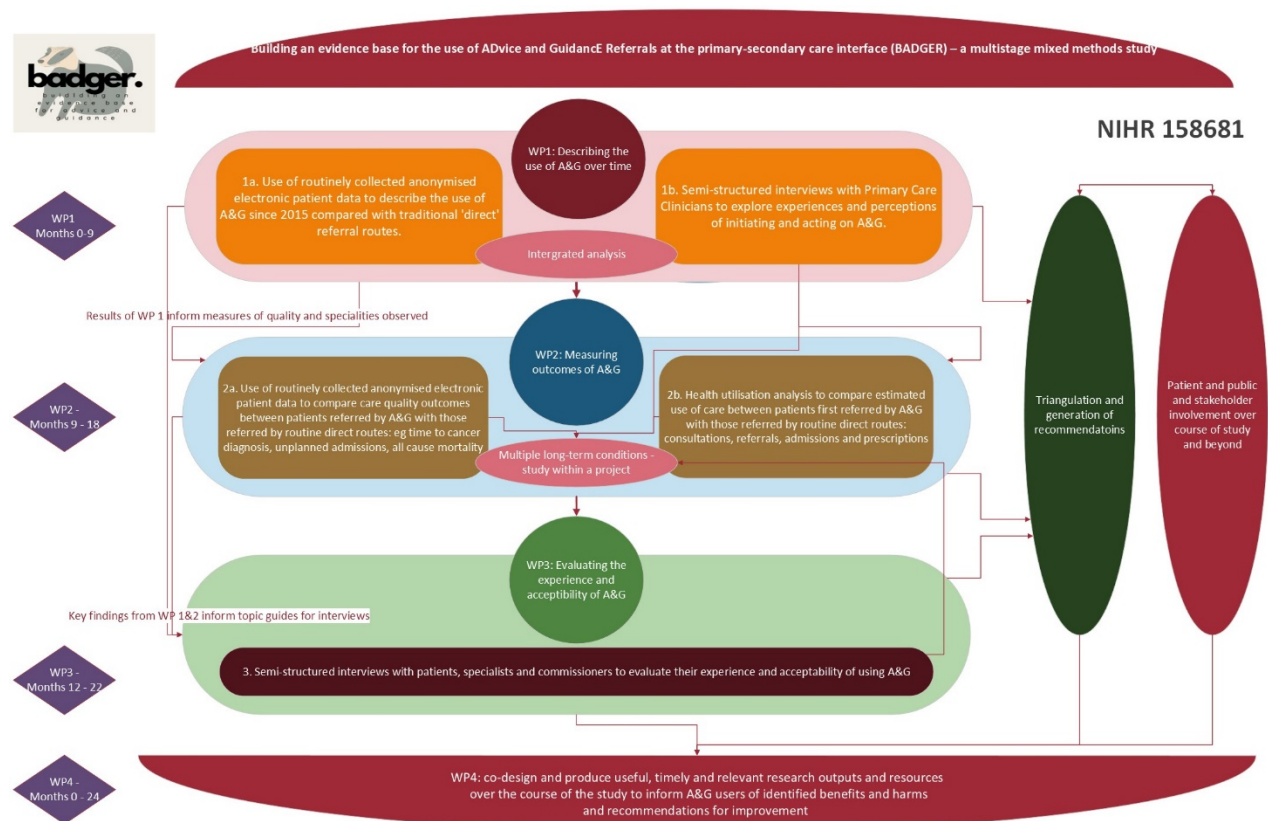 Building an evidence base for the use of ADvice and GuidancE Referrals at the primary-secondary care interface (BADGER) – a multistage mixed methods study
badger.
building an
evidence base
for advice and
guidance
NIHR 158681
WP1: Describing the
use of A&G over time
WP1
Months 0-9
1a. Use of routinely collected anonymised
electronic patient data to describe the use of
A&G since 2015 compared with traditional 'direct'
referral routes.
1b. Semi-structured interviews with Primary Care
Clinicians to explore experiences and perceptions
of initiating and acting on A&G.
Intergrated analysis
Results of WP 1 inform measures of quality and specialities observed
WP2: Measuring
outcomes of A&G
WP2 -
Months 9 - 18
2a. Use of routinely collected anonymised electronic
patient data to compare care quality outcomes
between patients referred by A&G with those
referred by routine direct routes: eg time to cancer
diagnosis, unplanned admissions, all cause mortality
2b. Health utilisation analysis to compare estimated
use of care between patients first referred by A&G
with those referred by routine direct routes:
consultations, referrals, admissions and prescriptions
Multiple long-term conditions -
study within a project
Triangulation and
generation of
recommendatoins
Patient and public
and stakeholder
involvement over
course of study
and beyond
WP3: Evaluating the
experience and
acceptibility of A&G
Key findings from WP 1&2 inform topic guides for interviews
WP3 -
Months 12 - 22
3. Semi-structured interviews with patients, specialists and commissioners to evaluate their experience and acceptability of using A&G
WP4 -
Months 0 - 24
WP4: co-design and produce useful, timely and relevant research outputs and resources
over the course of the study to inform A&G users of identified benefits and harms
and recommendations for improvement